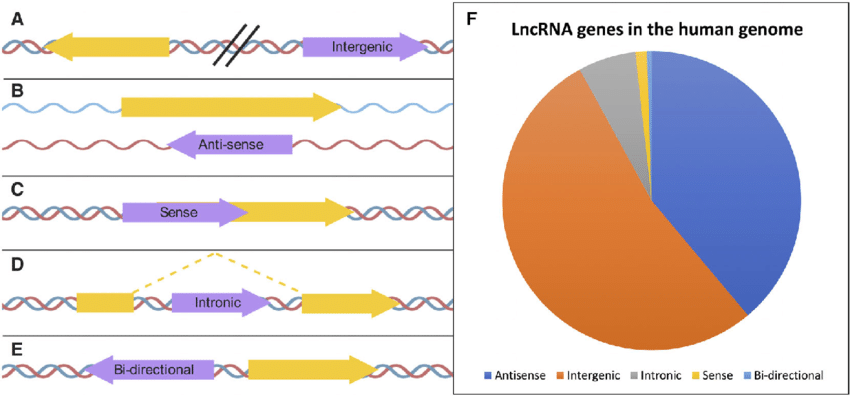 A
Intergenic
B
Anti-sense
C
Sense
D
Intronic
E
Bi-directional
F
LncRNA genes in the human genome
Antisense Intergenic Intronic Sense Bi-directional